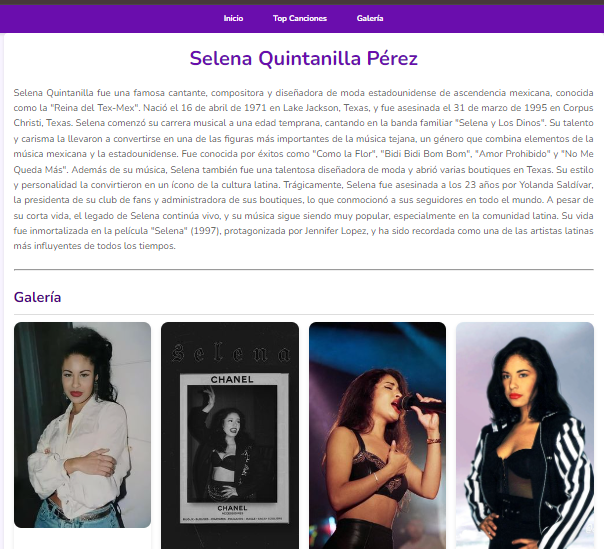 Inicio Top Canciones Galería
Selena Quintanilla Pérez
Selena Quintanilla fue una famosa cantante, compositora y diseñadora de moda estadounidense de ascendencia mexicana, conocida
como la "Reina del Tex-Mex". Nació el 16 de abril de 1971 en Lake Jackson, Texas, y fue asesinada el 31 de marzo de 1995 en Corpus
Christi, Texas. Selena comenzó su carrera musical a una edad temprana, cantando en la banda familiar "Selena y Los Dinos". Su talento
y carisma la llevaron a convertirse en una de las figuras más importantes de la música tejana, un género que combina elementos de la
música mexicana y la estadounidense. Fue conocida por éxitos como "Como la Flor", "Bidi Bidi Bom Bom", "Amor Prohibido" y "No Me
Queda Más". Además de su música, Selena también fue una talentosa diseñadora de moda y abrió varias boutiques en Texas. Su estilo
y personalidad la convirtieron en un ícono de la cultura latina. Trágicamente, Selena fue asesinada a los 23 años por Yolanda Saldívar,
la presidenta de su club de fans y administradora de sus boutiques, lo que conmocionó a sus seguidores en todo el mundo. A pesar de
su corta vida, el legado de Selena continúa vivo, y su música sigue siendo muy popular, especialmente en la comunidad latina. Su vida
fue inmortalizada en la película "Selena" (1997), protagonizada por Jennifer Lopez, y ha sido recordada como una de las artistas latinas
más influyentes de todos los tiempos.
Galería
selena
CHANEL
CHANEL